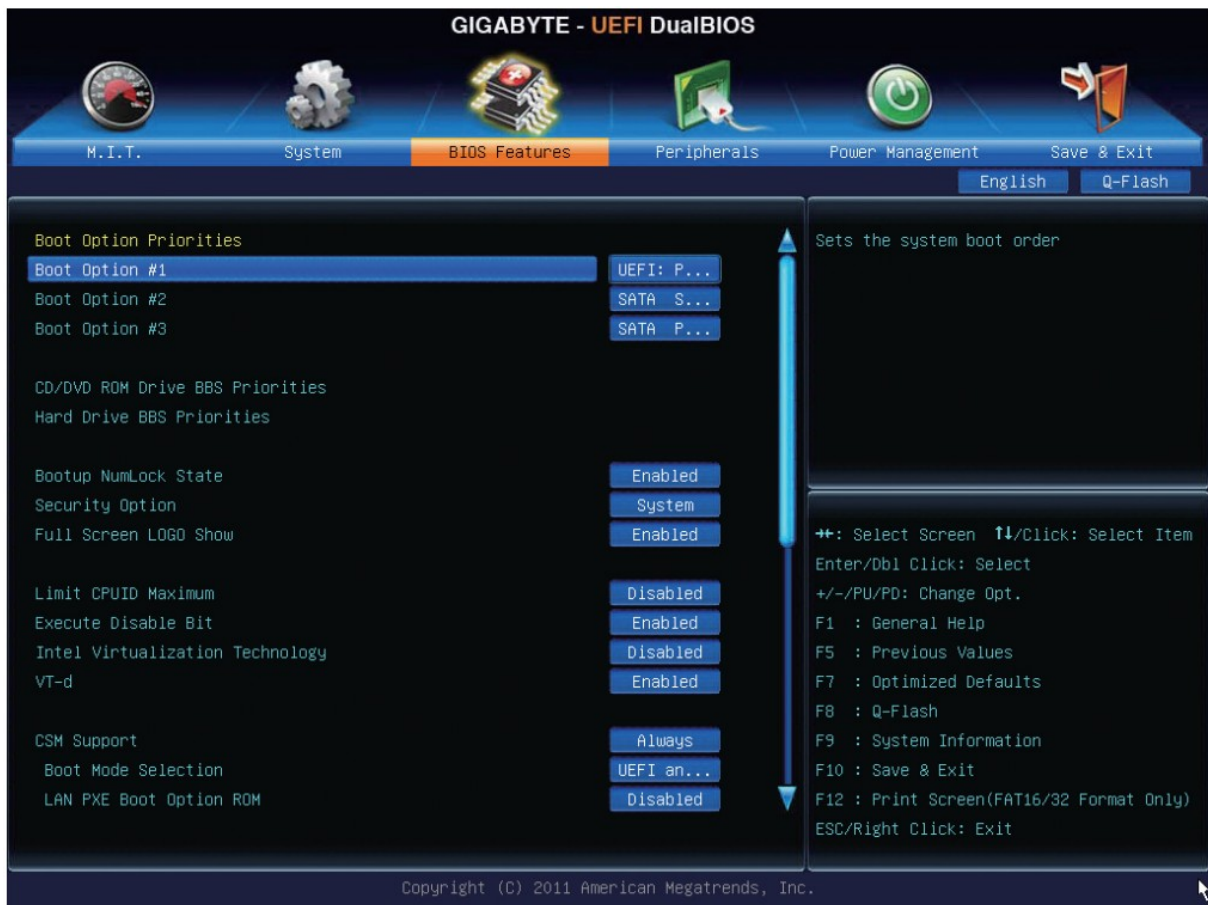 GIGABYTE - UEFI DualBIOS
M.I.T. System BIOS Features Peripherals Power Management Save & Exit
English Q-Flash
Boot Option Priorities
Boot Option #1 UEFI: P...
Boot Option #2 SATA S...
Boot Option #3 SATA P...
CD/DVD ROM Drive BBS Priorities
Hard Drive BBS Priorities
Bootup NumLock State Enabled
Security Option System
Full Screen LOGO Show Enabled
Limit CPUID Maximum Disabled
Execute Disable Bit Enabled
Intel Virtualization Technology Disabled
VT-d Enabled
CSM Support Always
Boot Mode Selection UEFI an...
LAN PXE Boot Option ROM Disabled
Sets the system boot order
→←: Select Screen ↑↓/Click: Select Item
Enter/Dbl Click: Select
+/-/PU/PD: Change Opt.
F1 : General Help
F5 : Previous Values
F7 : Optimized Defaults
F8 : Q-Flash
F9 : System Information
F10 : Save & Exit
F12 : Print Screen(FAT16/32 Format Only)
ESC/Right Click: Exit
Copyright (C) 2011 American Megatrends, Inc.